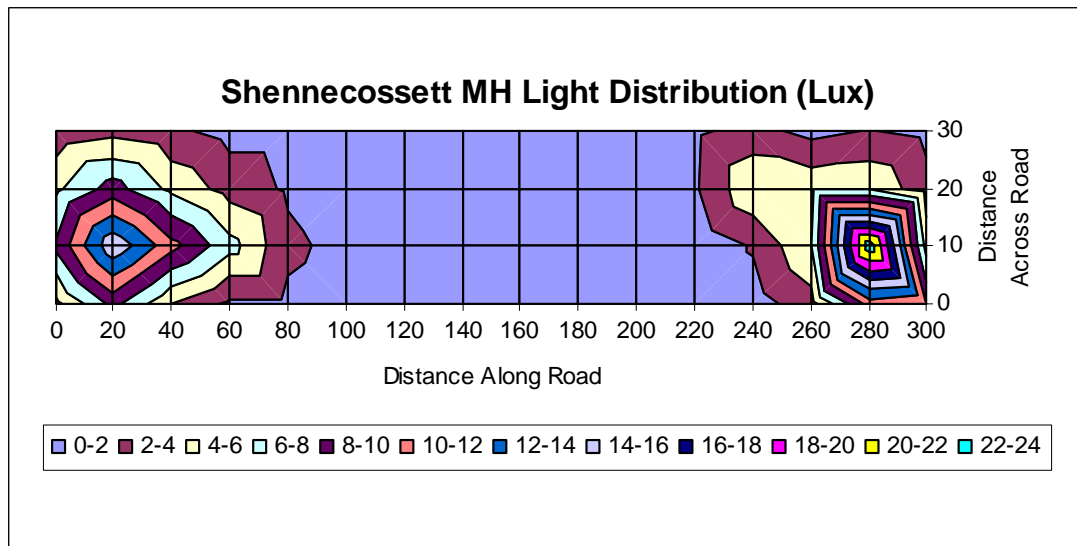 Shennecossett MH Light Distribution (Lux)
30
20
10
0
Distance
Across Road
0 20 40 60 80 100 120 140 160 180 200 220 240 260 280 300
Distance Along Road
0-2 2-4 4-6 6-8 8-10 10-12 12-14 14-16 16-18 18-20 20-22 22-24